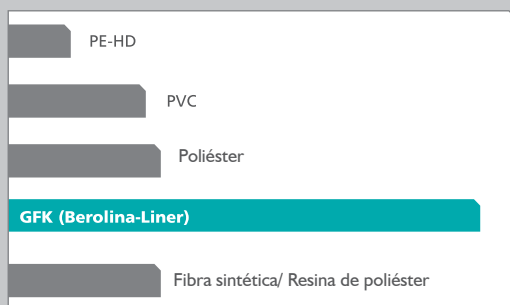 PE-HD
PVC
Poliéster
GFK (Berolina-Liner)
Fibra sintética/ Resina de poliéster